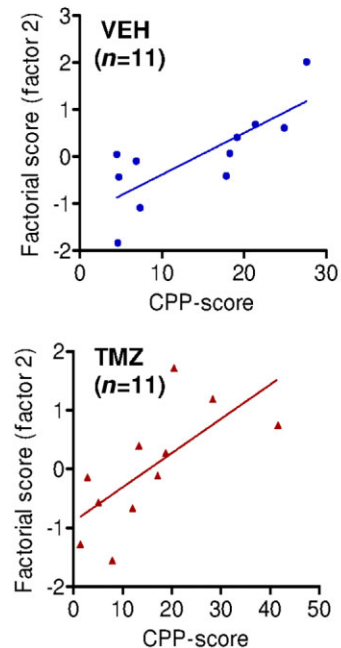 VEH
(n=11)
Factorial score (factor 2)
3
2
1
0
-1
-2
0 10 20 30
CPP-score
TMZ
(n=11)
Factorial score (factor 2)
2
1
0
-1
-2
0 10 20 30 40 50
CPP-score